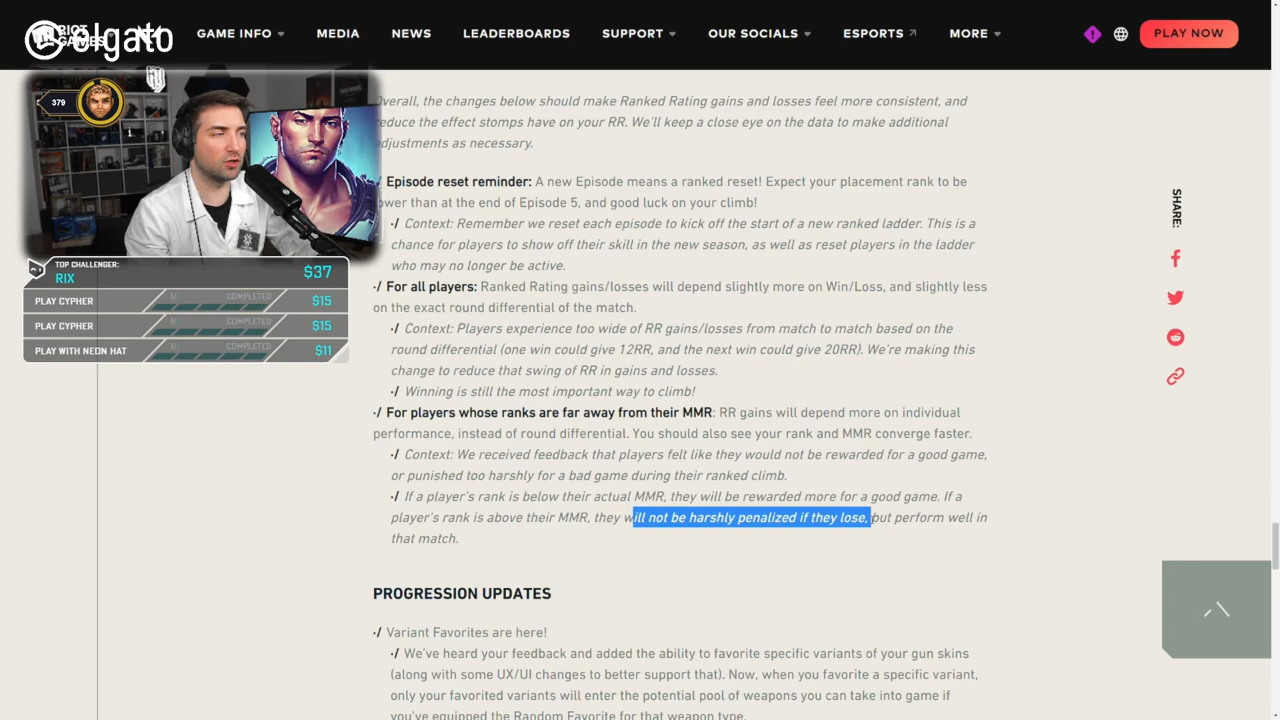 RIOT GAMES
elgato
GAME INFO
MEDIA
NEWS
LEADERBOARDS
SUPPORT
OUR SOCIALS
ESPORTS
MORE
PLAY NOW
379
1
TOP CHALLENGER:
RIX
$37
PLAY CYPHER
1/1
COMPLETED
$15
PLAY CYPHER
1/1
COMPLETED
$15
PLAY WITH NEON HAT
1/1
COMPLETED
$11
Overall, the changes below should make Ranked Rating gains and losses feel more consistent, and
reduce the effect stomps have on your RR. We'll keep a close eye on the data to make additional
adjustments as necessary.
Episode reset reminder: A new Episode means a ranked reset! Expect your placement rank to be
lower than at the end of Episode 5, and good luck on your climb!
·/ Context: Remember we reset each episode to kick off the start of a new ranked ladder. This is a
chance for players to show off their skill in the new season, as well as reset players in the ladder
who may no longer be active.
·/ For all players: Ranked Rating gains/losses will depend slightly more on Win/Loss, and slightly less
on the exact round differential of the match.
·/ Context: Players experience too wide of RR gains/losses from match to match based on the
round differential (one win could give 12RR, and the next win could give 20RR). We're making this
change to reduce that swing of RR in gains and losses.
·/ Winning is still the most important way to climb!
·/ For players whose ranks are far away from their MMR: RR gains will depend more on individual
performance, instead of round differential. You should also see your rank and MMR converge faster.
·/ Context: We received feedback that players felt like they would not be rewarded for a good game,
or punished too harshly for a bad game during their ranked climb.
·/ If a player's rank is below their actual MMR, they will be rewarded more for a good game. If a
player's rank is above their MMR, they will not be harshly penalized if they lose, but perform well in
that match.
PROGRESSION UPDATES
·/ Variant Favorites are here!
·/ We've heard your feedback and added the ability to favorite specific variants of your gun skins
(along with some UX/UI changes to better support that). Now, when you favorite a specific variant,
only your favorited variants will enter the potential pool of weapons you can take into game if
you've equipped the Random Favorite for that weapon type.
SHARE: